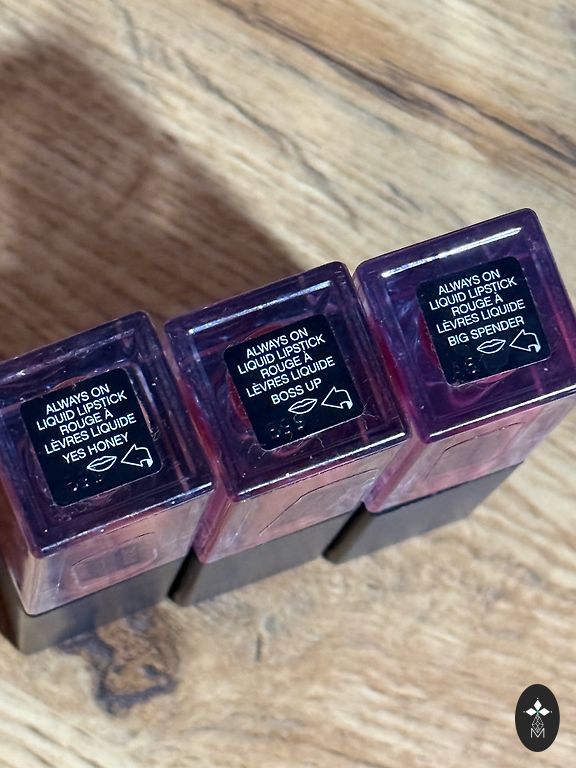 ALWAYS ON
LIQUID LIPSTICK
ROUGE À
LÈVRES LIQUIDE
YES HONEY
ALWAYS ON
LIQUID LIPSTICK
ROUGE À
LÈVRES LIQUIDE
BOSS UP
ALWAYS ON
LIQUID LIPSTICK
ROUGE À
LÈVRES LIQUIDE
BIG SPENDER
M